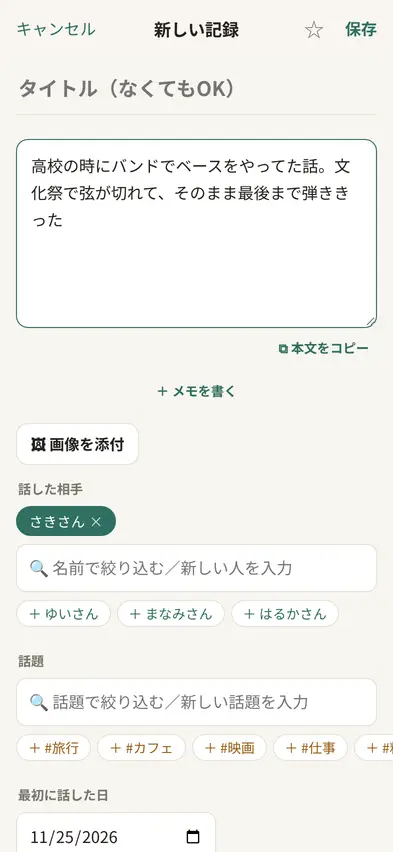 キャンセル 新しい記録 ☆ 保存
タイトル（なくてもOK）
高校の時にバンドでベースをやってた話。文
化祭で弦が切れて、そのまま最後まで弾きき
った
本文をコピー
＋ メモを書く
画像を添付
話した相手
さきさん ×
名前で絞り込む／新しい人を入力
＋ ゆいさん ＋ まなみさん ＋ はるかさん
話題
話題で絞り込む／新しい話題を入力
＋ #旅行 ＋ #カフェ ＋ #映画 ＋ #仕事 ＋ #
最初に話した日
11/25/2026